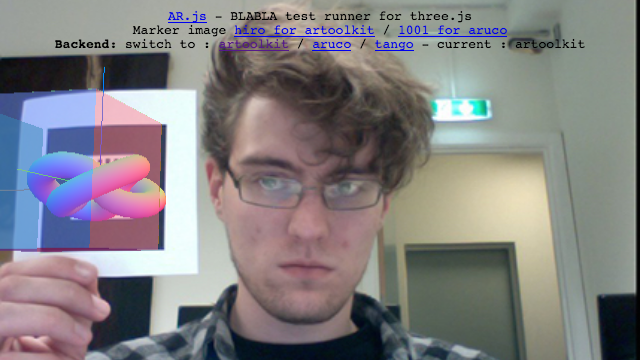 AR.js - BLABLA test runner for three.js
Marker image hiro for artoolkit / 1001 for aruco
Backend: switch to : artoolkit / aruco / tango - current : artoolkit